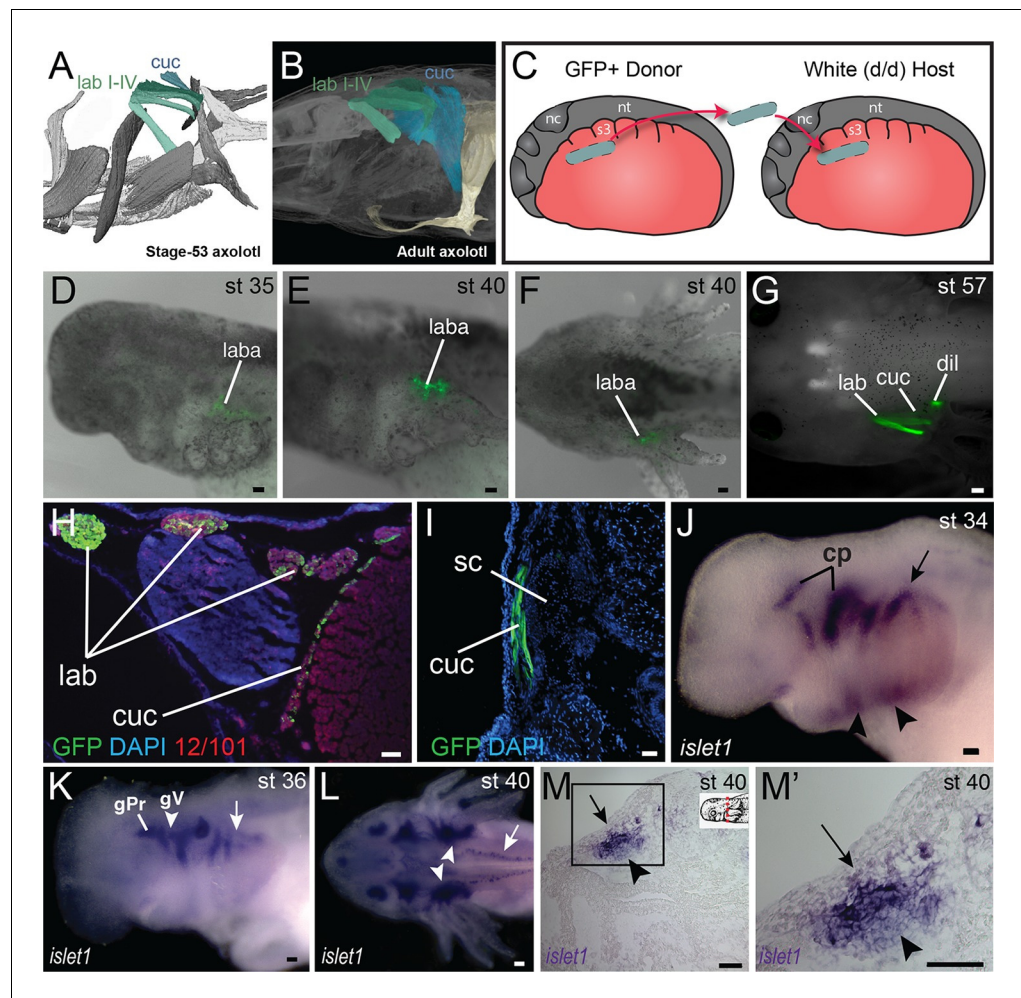 A
cuc
lab I-IV
Stage-53 axolotl
B
lab I-IV
cuc
Adult axolotl
C
GFP+ Donor
White (d/d) Host
nc
nt
s3
nc
nt
s3
D
st 35
laba
E
st 40
laba
F
st 40
laba
G
st 57
lab
cuc
dil
H
lab
cuc
GFP DAPI 12/101
I
sc
cuc
GFP DAPI
J
st 34
cp
islet1
K
st 36
gPr
gV
islet1
L
st 40
islet1
M
st 40
islet1
M'
st 40